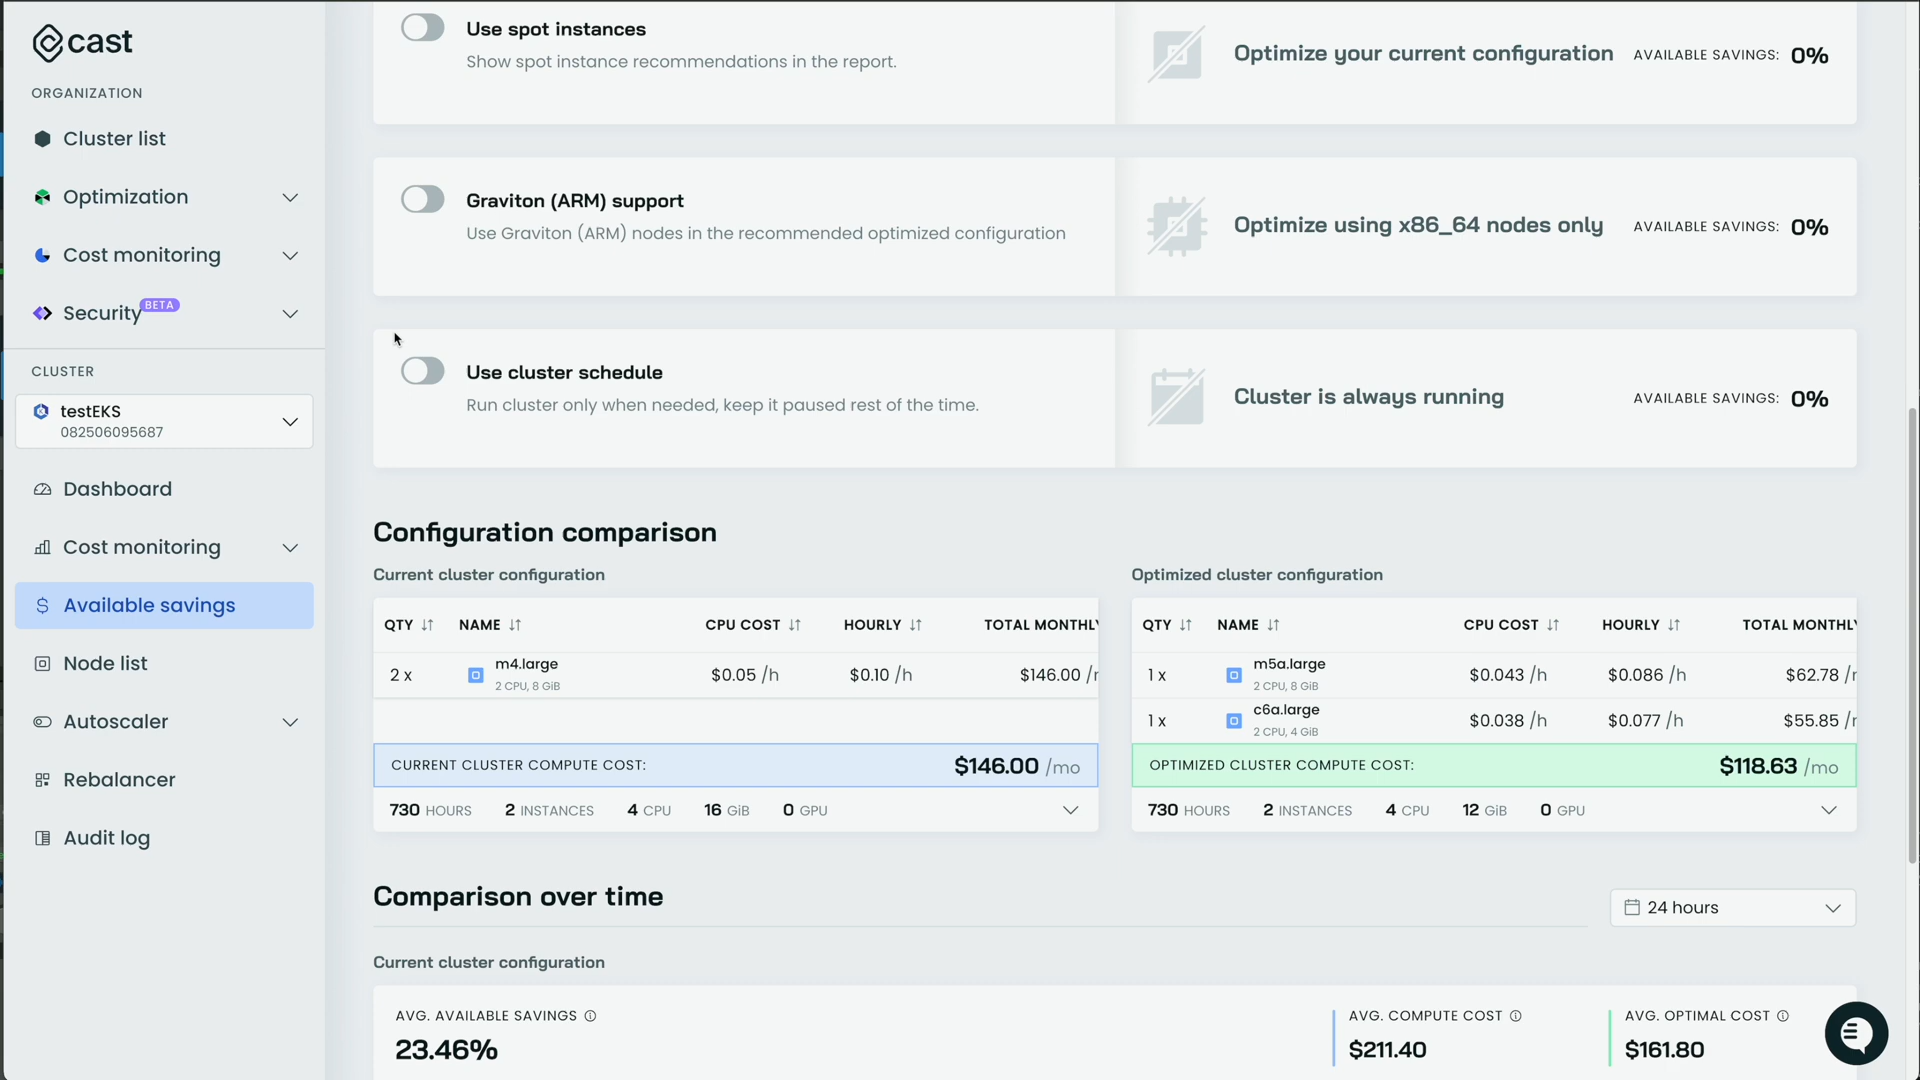 cast
ORGANIZATION
Cluster list
Optimization
Cost monitoring
Security BETA
CLUSTER
testEKS
082506095687
Dashboard
Cost monitoring
$ Available savings
Node list
Autoscaler
Rebalancer
Audit log
Use spot instances
Show spot instance recommendations in the report.
Optimize your current configuration AVAILABLE SAVINGS: 0%
Graviton (ARM) support
Use Graviton (ARM) nodes in the recommended optimized configuration
Optimize using x86_64 nodes only AVAILABLE SAVINGS: 0%
Use cluster schedule
Run cluster only when needed, keep it paused rest of the time.
Cluster is always running AVAILABLE SAVINGS: 0%
Configuration comparison
Current cluster configuration
QTY NAME CPU COST HOURLY TOTAL MONTHLY
2 x m4.large $0.05 /h $0.10 /h $146.00 /
2 CPU, 8 GiB
CURRENT CLUSTER COMPUTE COST: $146.00 /mo
730 HOURS 2 INSTANCES 4 CPU 16 GiB 0 GPU
Optimized cluster configuration
QTY NAME CPU COST HOURLY TOTAL MONTHLY
1 x m5a.large $0.043 /h $0.086 /h $62.78 /
2 CPU, 8 GiB
1 x c6a.large $0.038 /h $0.077 /h $55.85 /
2 CPU, 4 GiB
OPTIMIZED CLUSTER COMPUTE COST: $118.63 /mo
730 HOURS 2 INSTANCES 4 CPU 12 GiB 0 GPU
Comparison over time
24 hours
Current cluster configuration
AVG. AVAILABLE SAVINGS
23.46%
AVG. COMPUTE COST
$211.40
AVG. OPTIMAL COST
$161.80